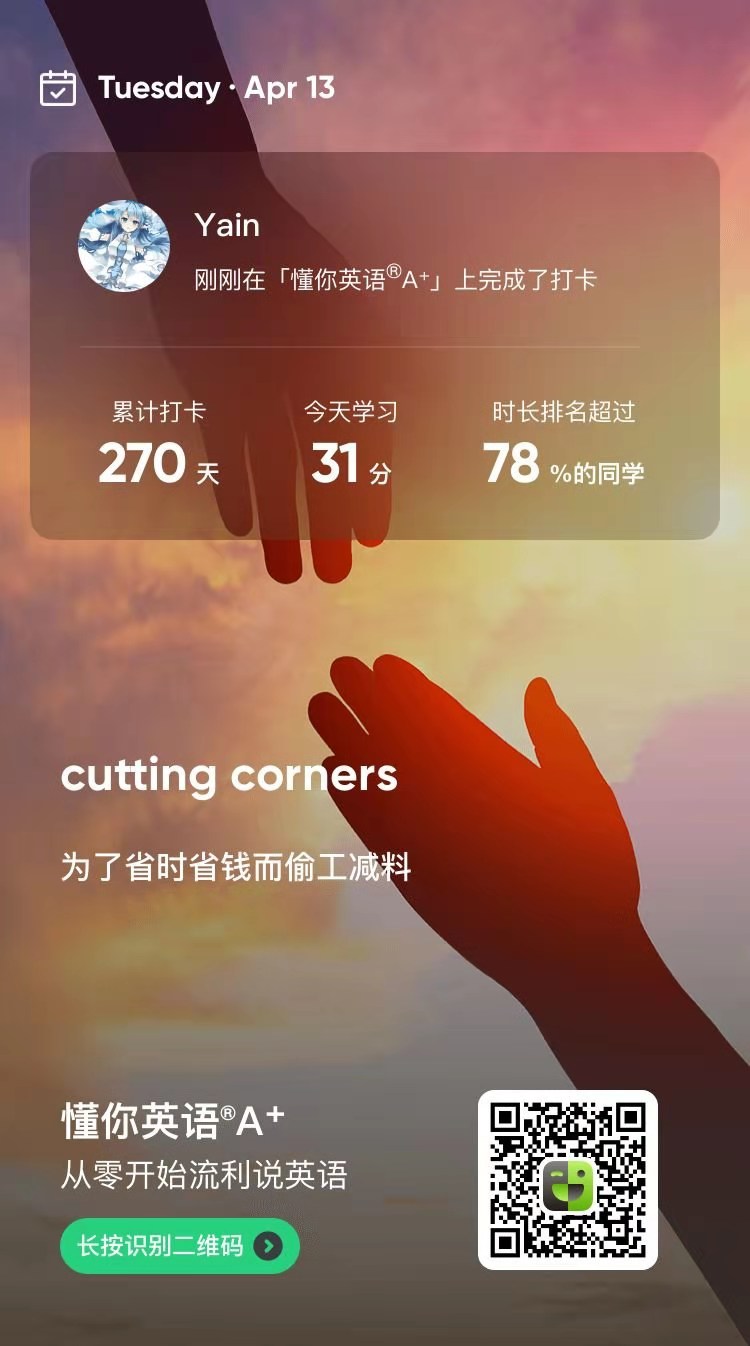 Tuesday · Apr 13
Yain
刚刚在「懂你英语®A⁺」上完成了打卡
累计打卡 今天学习 时长排名超过
270 天 31 分 78 %的同学
cutting corners
为了省时省钱而偷工减料
懂你英语®A⁺
从零开始流利说英语
长按识别二维码